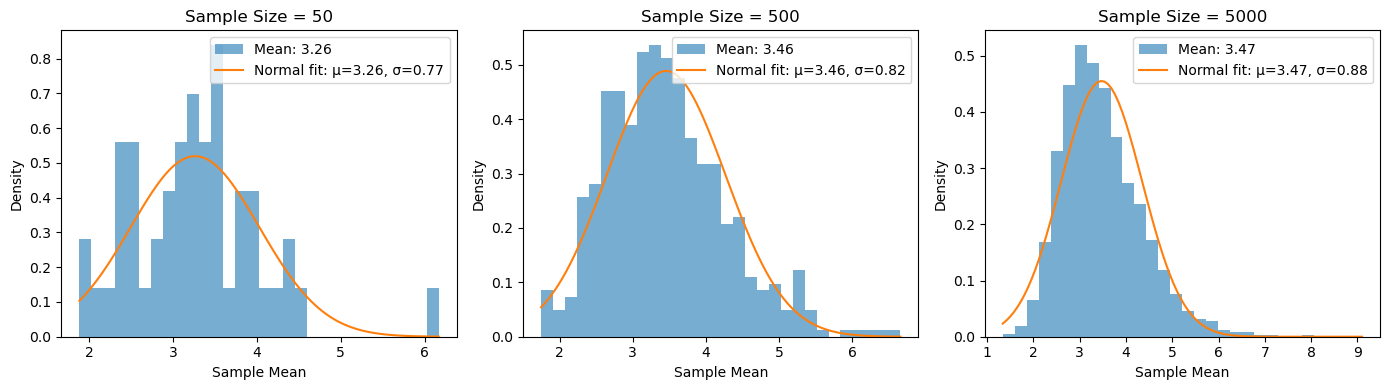 Sample Size = 50
Mean: 3.26
Normal fit: μ=3.26, σ=0.77
Density
0.8
0.7
0.6
0.5
0.4
0.3
0.2
0.1
0.0
2
3
4
5
6
Sample Mean
Sample Size = 500
Mean: 3.46
Normal fit: μ=3.46, σ=0.82
Density
0.5
0.4
0.3
0.2
0.1
0.0
2
3
4
5
6
Sample Mean
Sample Size = 5000
Mean: 3.47
Normal fit: μ=3.47, σ=0.88
Density
0.5
0.4
0.3
0.2
0.1
0.0
1
2
3
4
5
6
7
8
9
Sample Mean